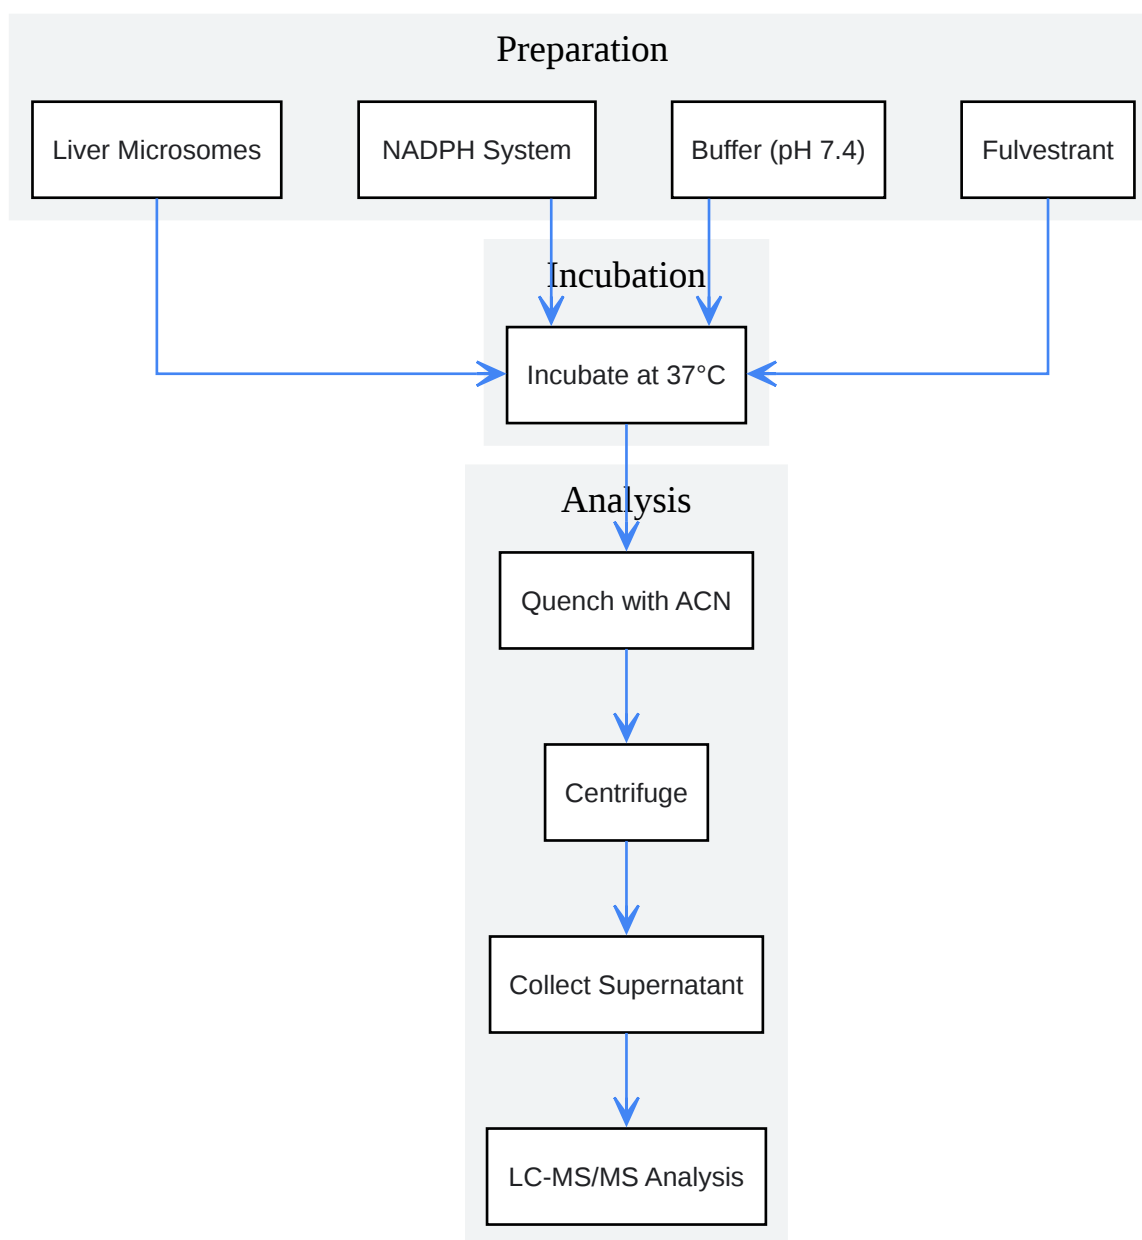 Preparation
Liver Microsomes
NADPH System
Buffer (pH 7.4)
Fulvestrant
Incubation
Incubate at 37°C
Analysis
Quench with ACN
Centrifuge
Collect Supernatant
LC-MS/MS Analysis